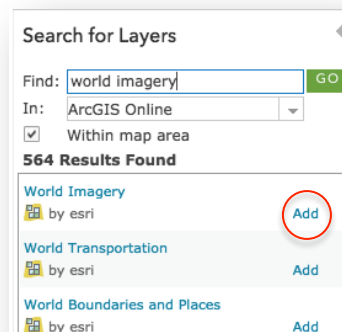 Search for Layers
Find: world imagery GO
In: ArcGIS Online
Within map area
564 Results Found
World Imagery
by esri Add
World Transportation
by esri Add
World Boundaries and Places
by esri Add